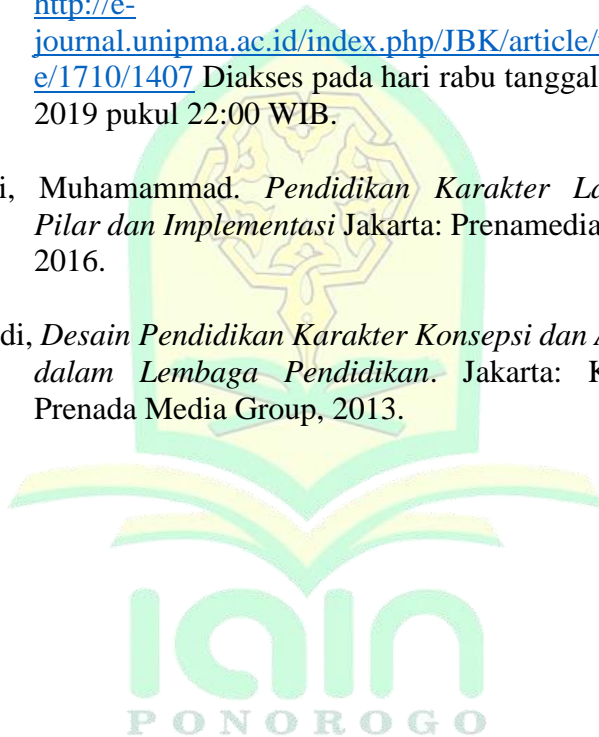 http://e-
journal.unipma.ac.id/index.php/JBK/article/
e/1710/1407 Diakses pada hari rabu tanggal
2019 pukul 22:00 WIB.
i, Muhamammad. Pendidikan Karakter La
Pilar dan Implementasi Jakarta: Prenamedia
2016.
di, Desain Pendidikan Karakter Konsepsi dan
dalam Lembaga Pendidikan. Jakarta: K
Prenada Media Group, 2013.
iain
PONOROGO